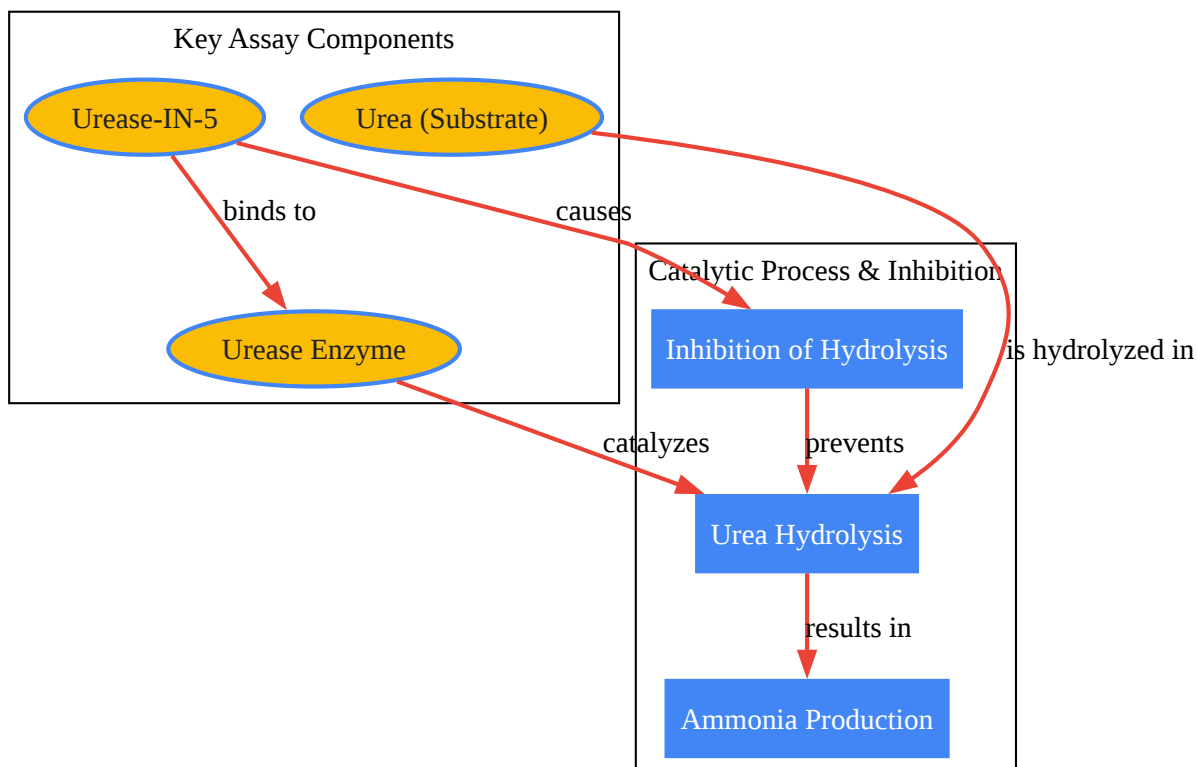 Key Assay Components
Urease-IN-5
Urea (Substrate)
binds to
causes
Urease Enzyme
Catalytic Process & Inhibition
Inhibition of Hydrolysis
is hydrolyzed in
catalyzes
prevents
Urea Hydrolysis
results in
Ammonia Production